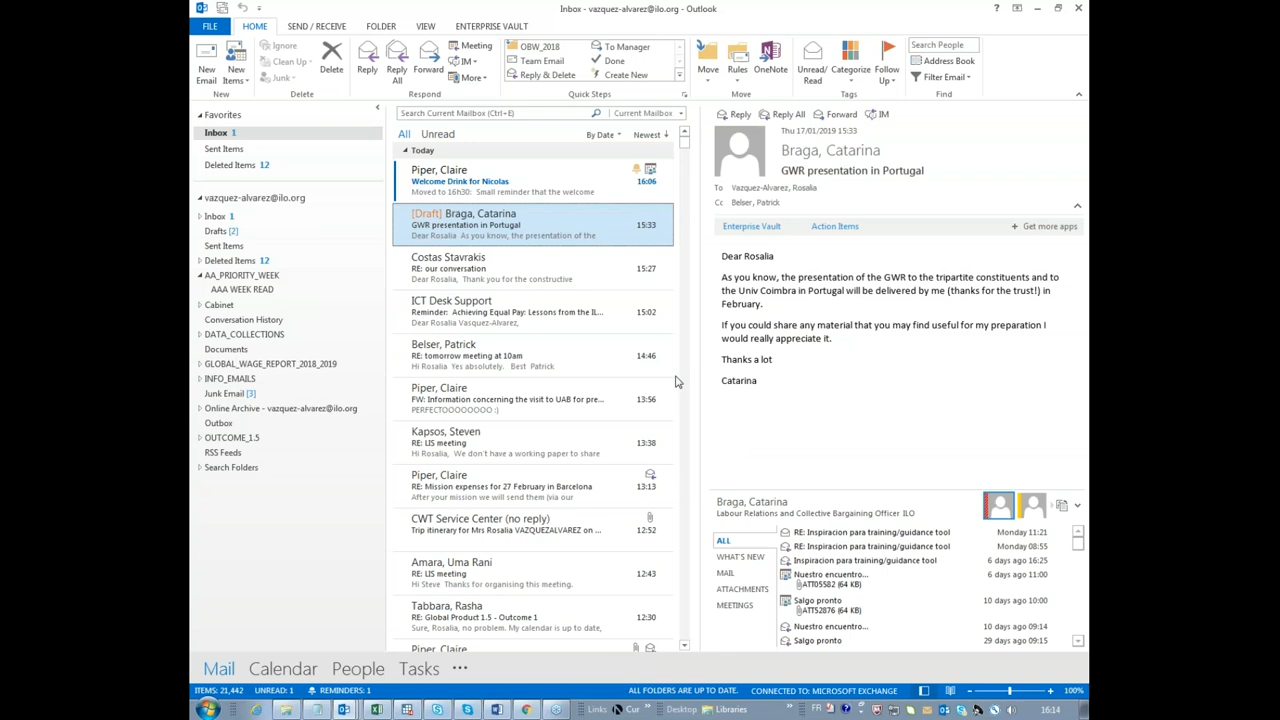 Inbox - vazquez-alvarez@ilo.org - Outlook
FILE HOME SEND / RECEIVE FOLDER VIEW ENTERPRISE VAULT
New Email
New Items
New
Ignore
Clean Up
Junk
Delete
Delete
Reply
Reply All
Forward
Meeting
IM
More
Respond
OBW_2018
Team Email
Reply & Delete
To Manager
Done
Create New
Quick Steps
Move
Rules
OneNote
Move
Unread/ Read
Categorize
Follow Up
Tags
Search People
Address Book
Filter Email
Find
Favorites
Inbox 1
Sent Items
Deleted Items 12
vazquez-alvarez@ilo.org
Inbox 1
Drafts [2]
Sent Items
Deleted Items 12
AA_PRIORITY_WEEK
AAA WEEK READ
Cabinet
Conversation History
DATA_COLLECTIONS
Documents
GLOBAL_WAGE_REPORT_2018_2019
INFO_EMAILS
Junk Email [3]
Online Archive - vazquez-alvarez@ilo.org
Outbox
OUTCOME_1.5
RSS Feeds
Search Folders
Search Current Mailbox (Ctrl+E) Current Mailbox
All Unread By Date Newest
Today
Piper, Claire
Welcome Drink for Nicolas 16:06
Moved to 16h30: Small reminder that the welcome
[Draft] Braga, Catarina
GWR presentation in Portugal 15:33
Dear Rosalia As you know, the presentation of the
Costas Stavrakis
RE: our conversation 15:27
Dear Rosalia, Thank you for the constructive
ICT Desk Support
Reminder: Achieving Equal Pay: Lessons from the IL... 15:02
Dear Rosalia Vasquez-Alvarez,
Belser, Patrick
RE: tomorrow meeting at 10am 14:46
Hi Rosalia Yes absolutely. Best Patrick
Piper, Claire
FW: Information concerning the visit to UAB for pre... 13:56
PERFECTOOOOOOOO :)
Kapsos, Steven
RE: LIS meeting 13:38
Hi Rosalia, We don't have a working paper to share
Piper, Claire
RE: Mission expenses for 27 February in Barcelona 13:13
After your mission we will send them (via our
CWT Service Center (no reply)
Trip itinerary for Mrs Rosalia VAZQUEZALVAREZ on ... 12:52
Amara, Uma Rani
RE: LIS meeting 12:43
Hi Steve Thanks for organising this meeting.
Tabbara, Rasha
RE: Global Product 1.5 - Outcome 1 12:30
Sure, Rosalia, no problem. My calendar is up to date,
Piper, Claire
Reply Reply All Forward IM
Thu 17/01/2019 15:33
Braga, Catarina
GWR presentation in Portugal
To Vazquez-Alvarez, Rosalia
Cc Belser, Patrick
Enterprise Vault Action Items + Get more apps
Dear Rosalia
As you know, the presentation of the GWR to the tripartite constituents and to
the Univ Coimbra in Portugal will be delivered by me (thanks for the trust!) in
February.
If you could share any material that you may find useful for my preparation I
would really appreciate it.
Thanks a lot
Catarina
Braga, Catarina
Labour Relations and Collective Bargaining Officer ILO
ALL
WHAT'S NEW
MAIL
ATTACHMENTS
MEETINGS
RE: Inspiracion para training/guidance tool Monday 11:21
RE: Inspiracion para training/guidance tool Monday 08:55
Inspiracion para training/guidance tool 6 days ago 16:25
Nuestro encuentro... 6 days ago 11:00
ATT05582 (64 KB)
Salgo pronto 10 days ago 10:00
ATT52876 (64 KB)
Nuestro encuentro... 10 days ago 09:14
Salgo pronto 29 days ago 09:15
Mail Calendar People Tasks
ITEMS: 21,442 UNREAD: 1 REMINDERS: 1 ALL FOLDERS ARE UP TO DATE. CONNECTED TO: MICROSOFT EXCHANGE 100%
Links Cur Desktop Libraries FR 16:14